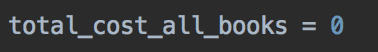 total_cost_all_books = 0